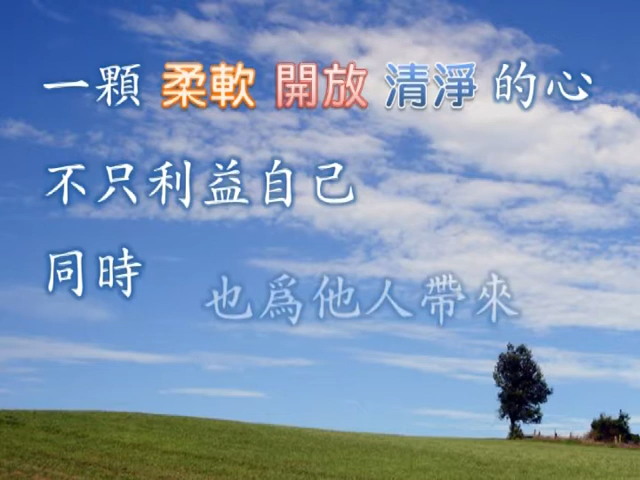 一顆 柔軟 開放 清淨 的心
不只利益自己
同時
也爲他人帶來